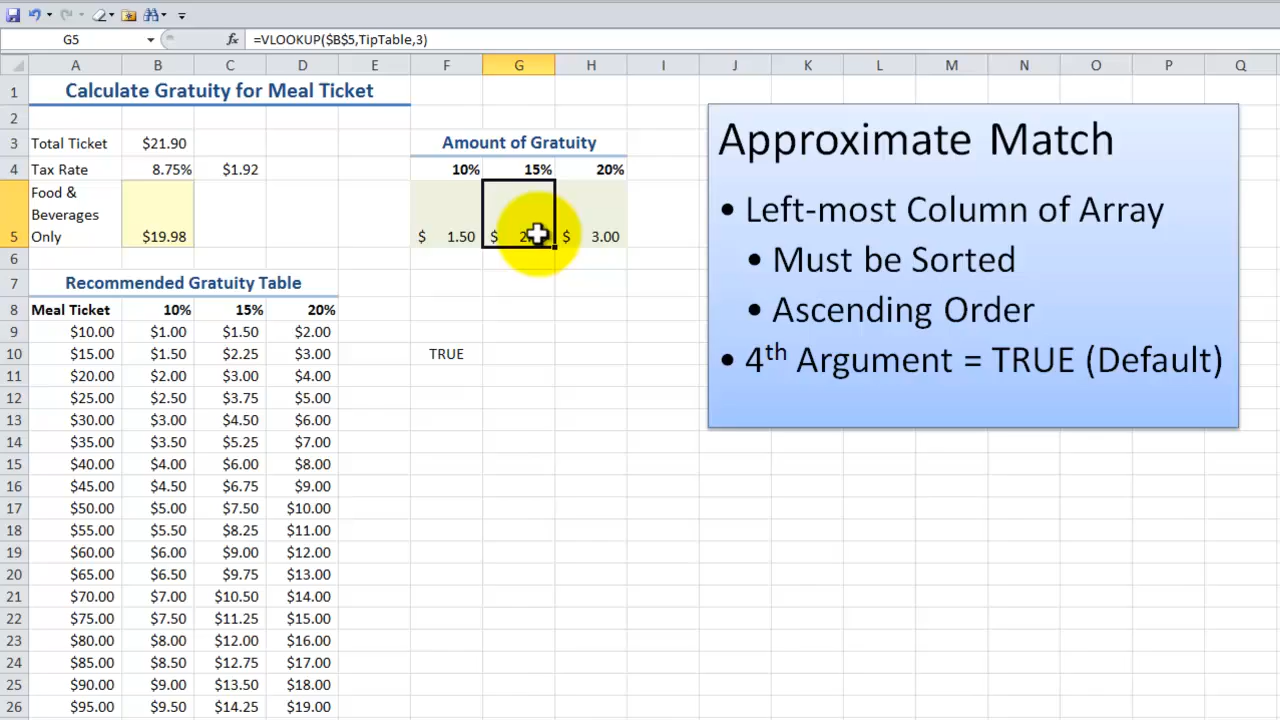 G5 fx =VLOOKUP($B$5,TipTable,3)
A B C D E F G H I J K L M N O P Q
1 Calculate Gratuity for Meal Ticket
2
3 Total Ticket $21.90 Amount of Gratuity
4 Tax Rate 8.75% $1.92 10% 15% 20%
Food &
Beverages
5 Only $19.98 $ 1.50 $ $ 3.00
6
7 Recommended Gratuity Table
8 Meal Ticket 10% 15% 20%
9 $10.00 $1.00 $1.50 $2.00
10 $15.00 $1.50 $2.25 $3.00 TRUE
11 $20.00 $2.00 $3.00 $4.00
12 $25.00 $2.50 $3.75 $5.00
13 $30.00 $3.00 $4.50 $6.00
14 $35.00 $3.50 $5.25 $7.00
15 $40.00 $4.00 $6.00 $8.00
16 $45.00 $4.50 $6.75 $9.00
17 $50.00 $5.00 $7.50 $10.00
18 $55.00 $5.50 $8.25 $11.00
19 $60.00 $6.00 $9.00 $12.00
20 $65.00 $6.50 $9.75 $13.00
21 $70.00 $7.00 $10.50 $14.00
22 $75.00 $7.50 $11.25 $15.00
23 $80.00 $8.00 $12.00 $16.00
24 $85.00 $8.50 $12.75 $17.00
25 $90.00 $9.00 $13.50 $18.00
26 $95.00 $9.50 $14.25 $19.00
Approximate Match
• Left-most Column of Array
• Must be Sorted
• Ascending Order
• 4th Argument = TRUE (Default)